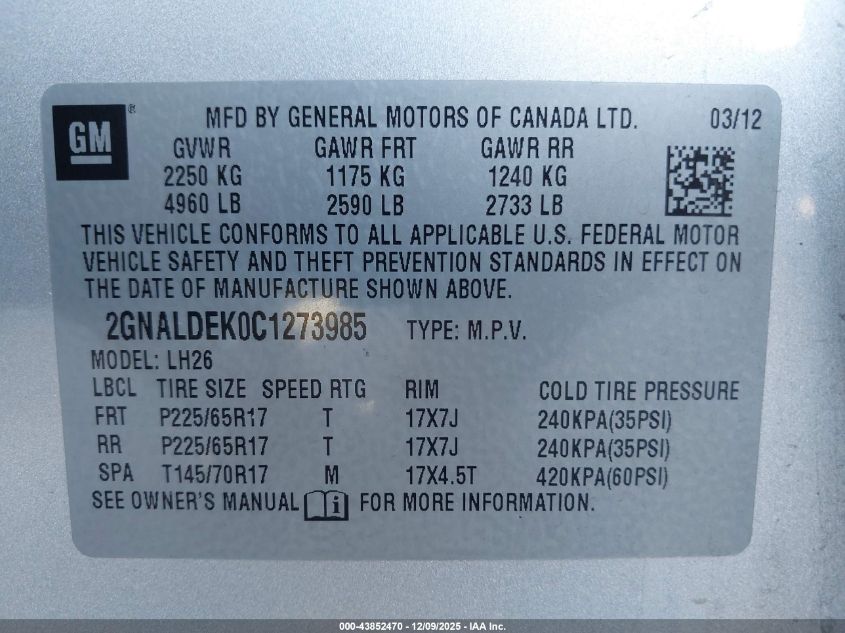 GM ® MFD BY GENERAL MOTORS OF CANADA LTD. 03/12
GVWR GAWR FRT GAWR RR
2250 KG 1175 KG 1240 KG
4960 LB 2590 LB 2733 LB
THIS VEHICLE CONFORMS TO ALL APPLICABLE U.S. FEDERAL MOTOR
VEHICLE SAFETY AND THEFT PREVENTION STANDARDS IN EFFECT ON
THE DATE OF MANUFACTURE SHOWN ABOVE.
2GNALDEK0C1273985 TYPE: M.P.V.
MODEL: LH26
LBCL TIRE SIZE SPEED RTG RIM COLD TIRE PRESSURE
FRT P225/65R17 T 17X7J 240KPA(35PSI)
RR P225/65R17 T 17X7J 240KPA(35PSI)
SPA T145/70R17 M 17X4.5T 420KPA(60PSI)
SEE OWNER'S MANUAL i FOR MORE INFORMATION.
000-43852470 - 12/09/2025 - IAA Inc.